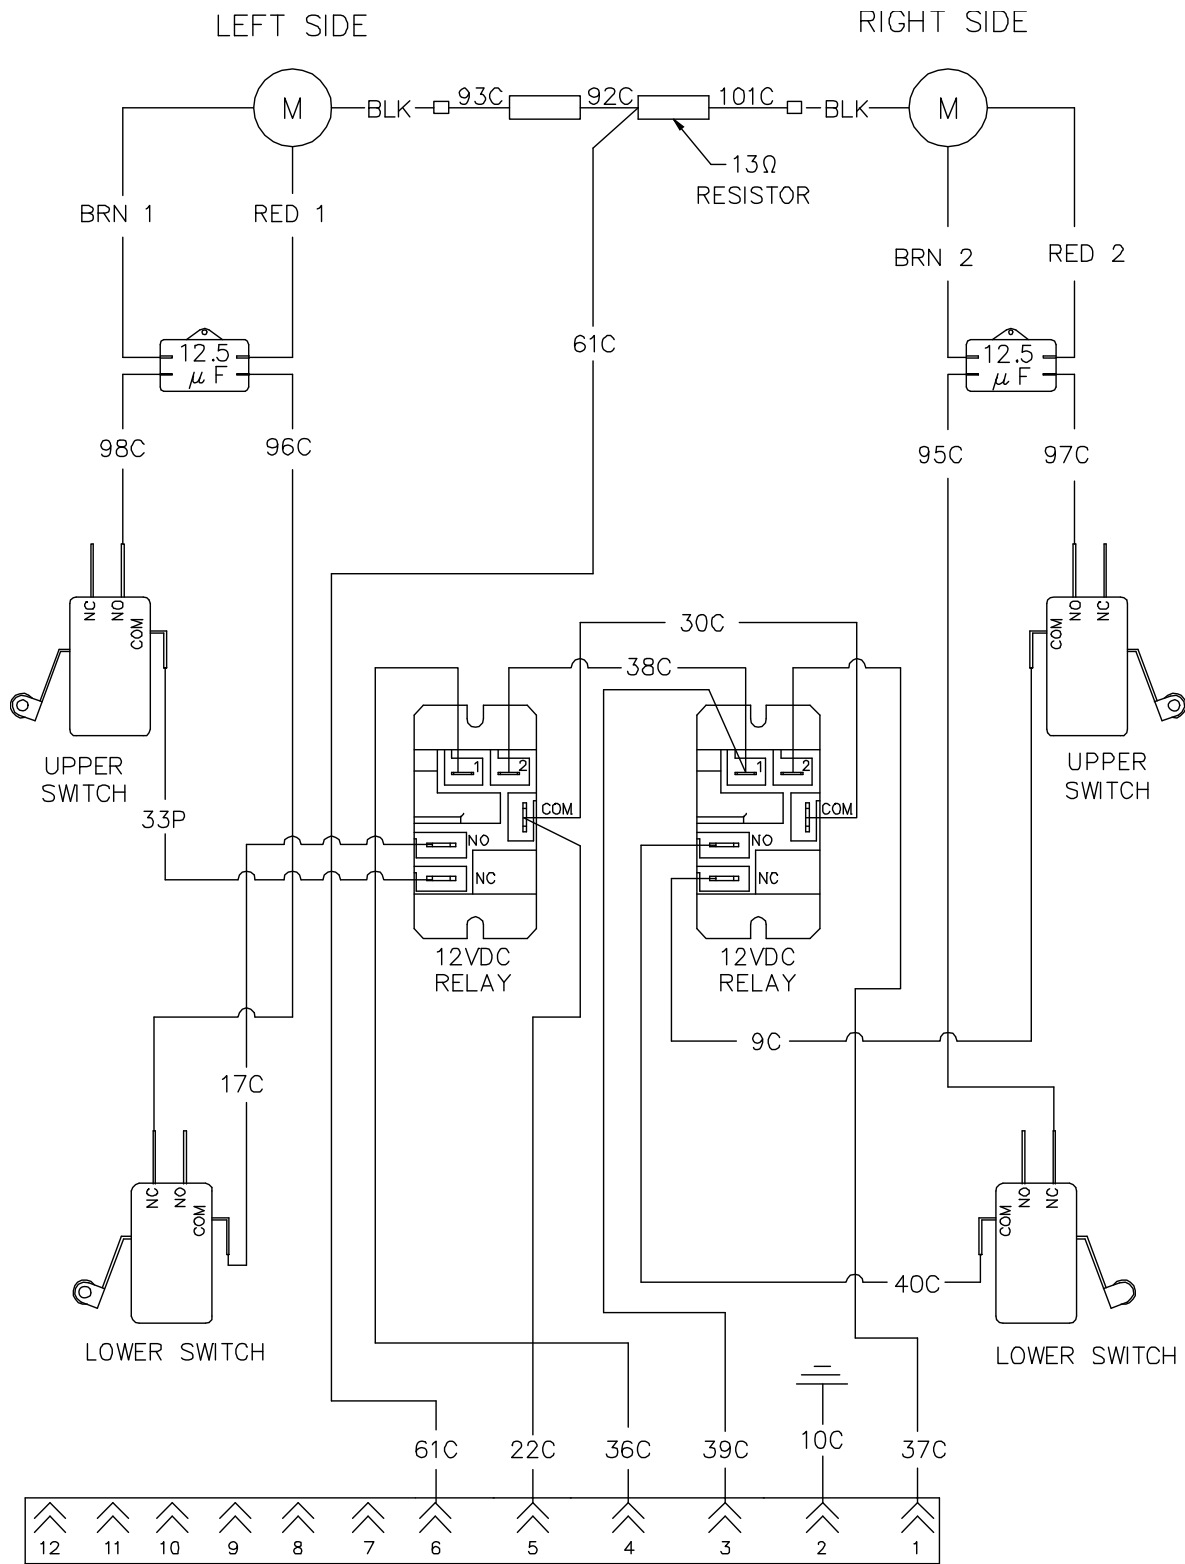 LEFT SIDE
RIGHT SIDE
M
BLK
93C
92C
101C
BLK
M
13Ω
RESISTOR
BRN 1
RED 1
BRN 2
RED 2
61C
12.5
µF
12.5
µF
98C
96C
95C
97C
NC
NO
COM
NO
NC
COM
30C
38C
UPPER
SWITCH
UPPER
SWITCH
1
2
COM
NO
NC
1
2
COM
NO
NC
33P
12VDC
RELAY
12VDC
RELAY
9C
17C
NC
NO
COM
NO
NC
COM
40C
LOWER SWITCH
LOWER SWITCH
61C
22C
36C
39C
10C
37C
12
11
10
9
8
7
6
5
4
3
2
1